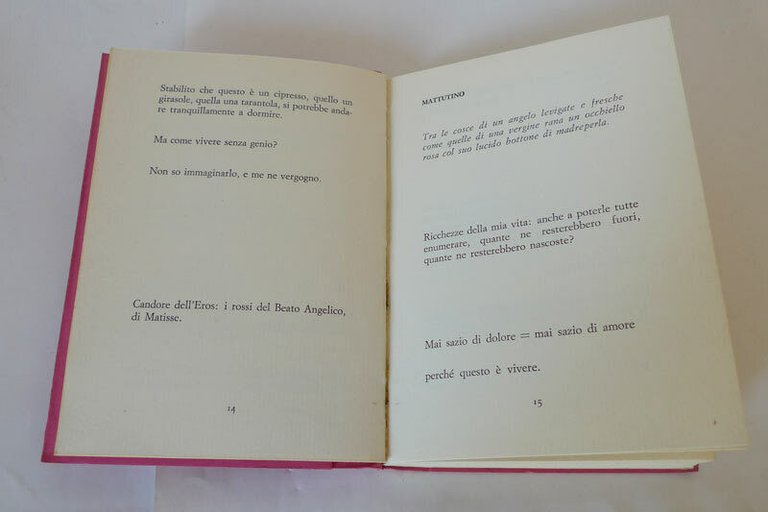 Stabilito che questo è un cipresso, quello un
girasole, quella una tarantola, si potrebbe anda-
re tranquillamente a dormire.
Ma come vivere senza genio?
Non so immaginarlo, e me ne vergogno.
Candore dell'Eros: i rossi del Beato Angelico,
di Matisse.
14
MATTUTINO
Tra le cosce di un angelo levigate e fresche
come quelle di una vergine rana un occhiello
rosa col suo lucido bottone di madreperla.
Ricchezze della mia vita: anche a poterle tutte
enumerare, quante ne resterebbero fuori,
quante ne resterebbero nascoste?
Mai sazio di dolore = mai sazio di amore
perché questo è vivere.
15